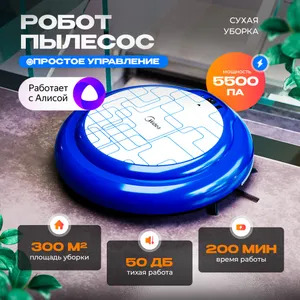 РОБОТ
ПЫЛЕСОС
ПРОСТОЕ УПРАВЛЕНИЕ
СУХАЯ
УБОРКА
Работает
с Алисой
МОЩНОСТЬ
5500
ПА
300 М²
площадь уборки
50 ДБ
тихая работа
200 МИН
время работы